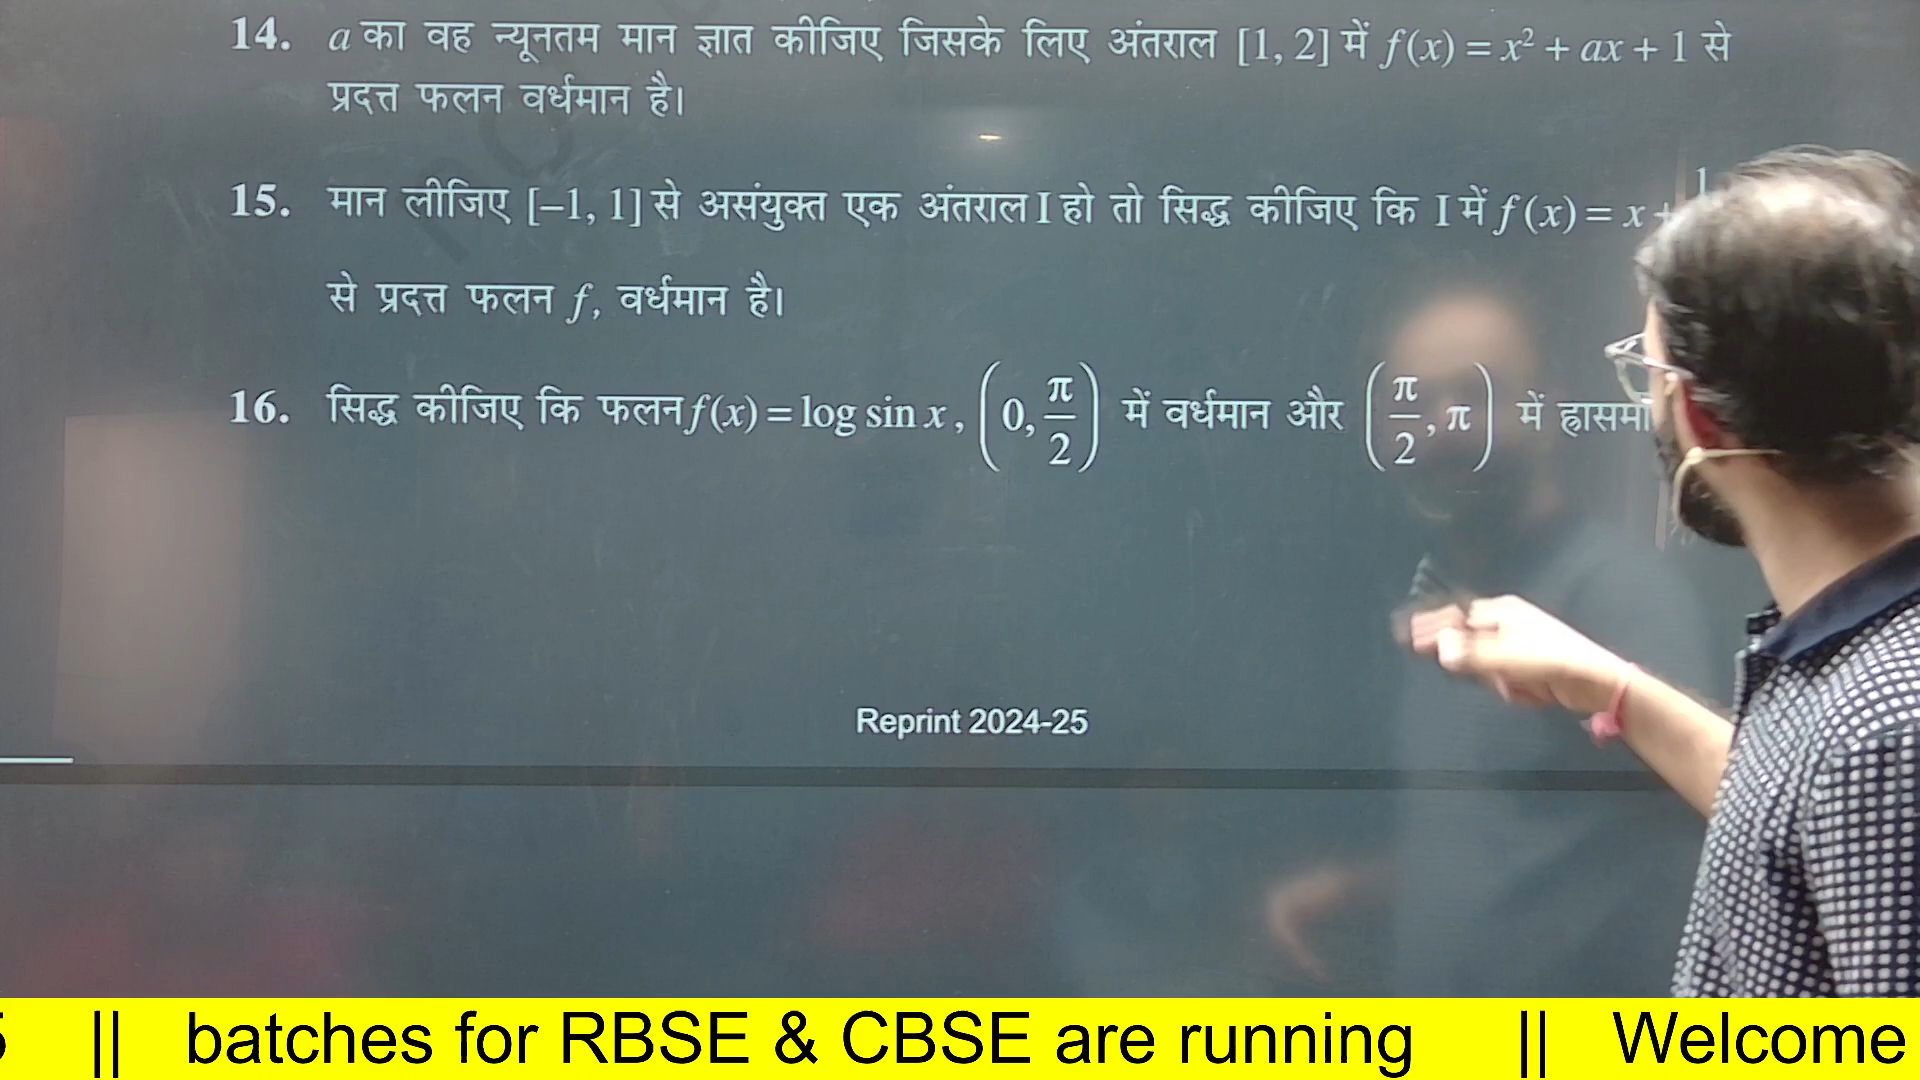 14. a का वह न्यूनतम मान ज्ञात कीजिए जिसके लिए अंतराल [1, 2] में f(x) = x² + ax + 1 से
प्रदत्त फलन वर्धमान है।
15. मान लीजिए [–1, 1] से असंयुक्त एक अंतराल I हो तो सिद्ध कीजिए कि I में f(x) = x + 1
से प्रदत्त फलन f, वर्धमान है।
16. सिद्ध कीजिए कि फलन f(x) = log sin x, (0, π/2) में वर्धमान और (π/2, π) में ह्रासमा
Reprint 2024-25
|| batches for RBSE & CBSE are running || Welcome